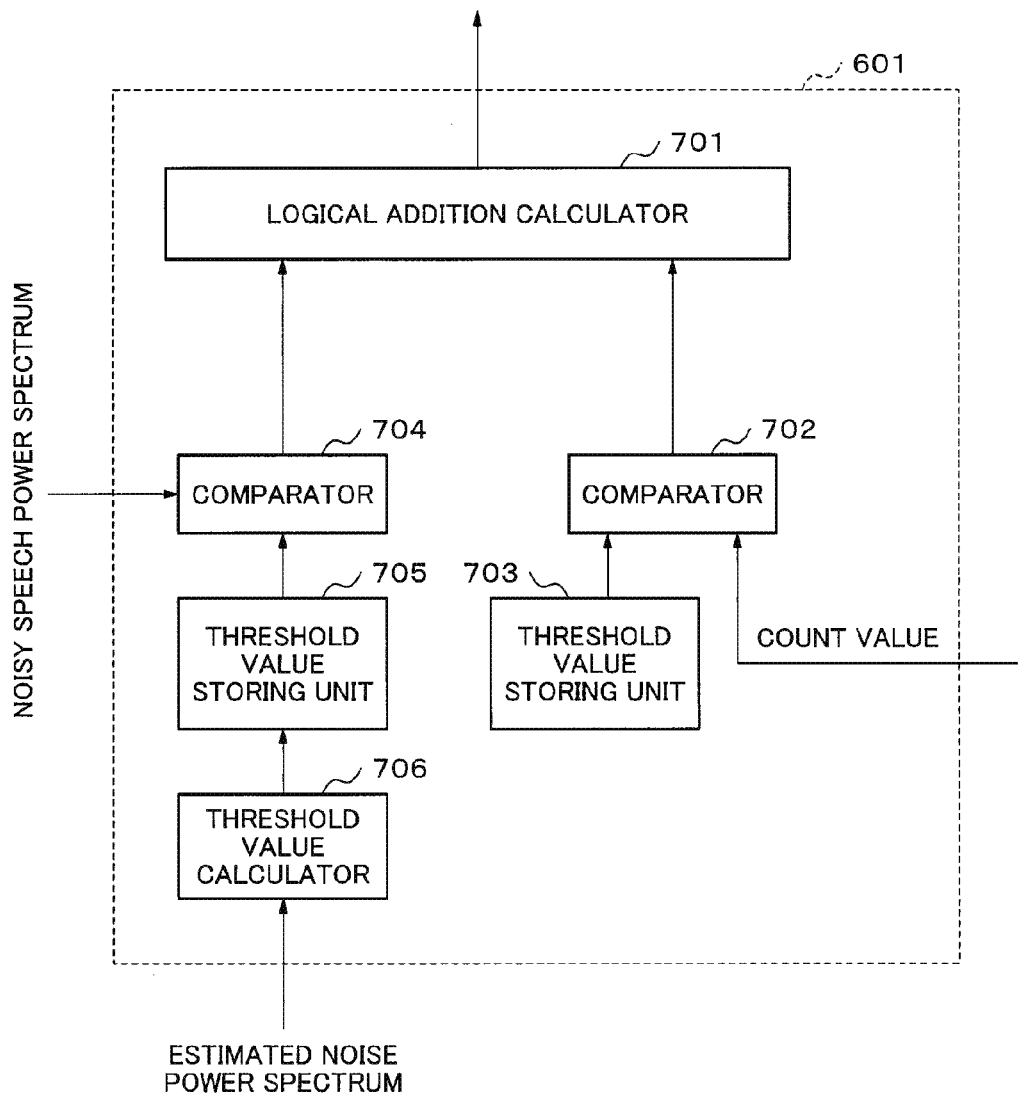 601
701
LOGICAL ADDITION CALCULATOR
NOISY SPEECH POWER SPECTRUM
704
COMPARATOR
702
COMPARATOR
705
THRESHOLD
VALUE
STORING UNIT
703
THRESHOLD
VALUE
STORING UNIT
COUNT VALUE
706
THRESHOLD
VALUE
CALCULATOR
ESTIMATED NOISE
POWER SPECTRUM